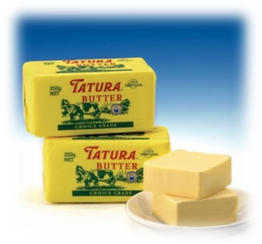 250g
NET
TATURA
BUTTER
CHOICE GRADE
250g
NET
TATURA
BUTTER
CHOICE GRADE